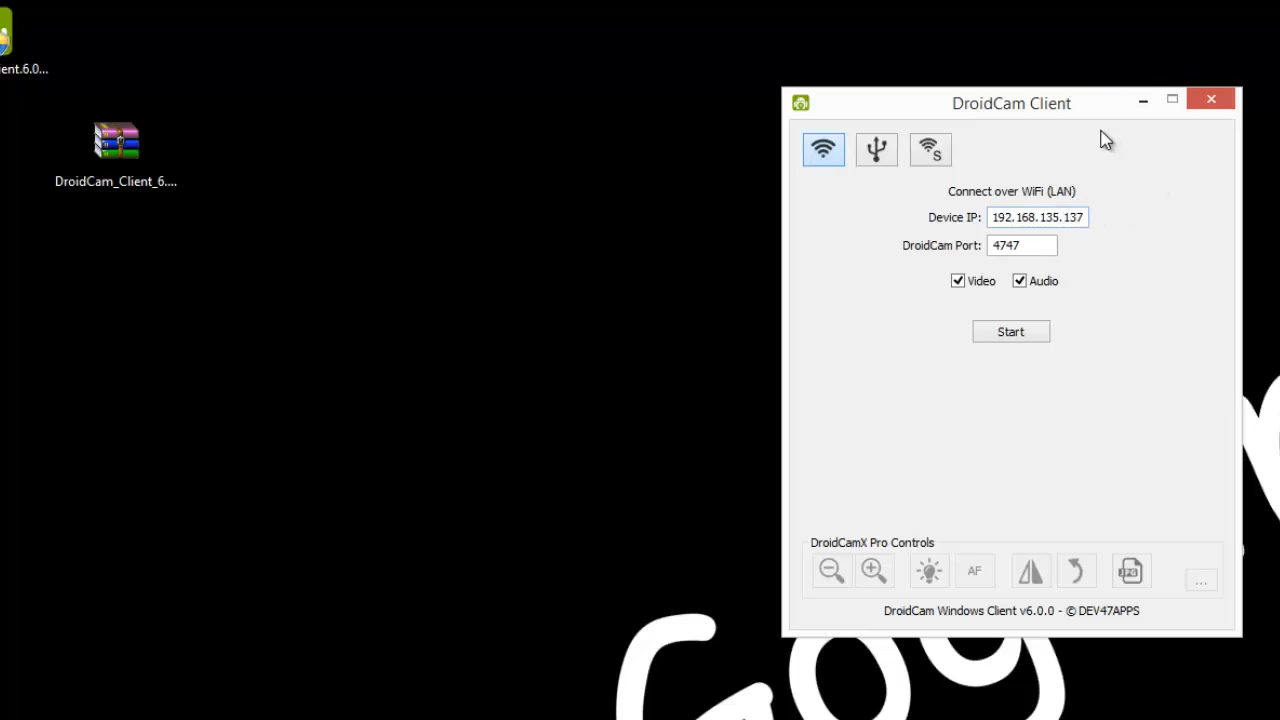 ient.6.0...
DroidCam_Client_6....
DroidCam Client
S
Connect over WiFi (LAN)
Device IP: 192.168.135.137
DroidCam Port: 4747
Video Audio
Start
DroidCamX Pro Controls
AF
JPG
...
DroidCam Windows Client v6.0.0 - © DEV47APPS